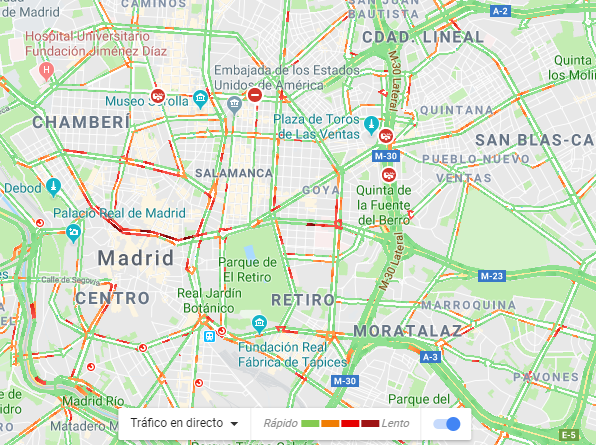 CAMINOS
SAN JUAN
BAUTISTA
A-2
Hospital Universitario
Fundación Jiménez Díaz
CDAD. LINEAL
M-30 Lateral
Quinta
los Molí
Embajada de los Estados
Unidos de América
Museo Sorolla
QUINTANA
CHAMBERÍ
Plaza de Toros
de Las Ventas
SAN BLAS-CA
M-30
PUEBLO NUEVO
SALAMANCA
VENTAS
Debod
GOYA
Quinta de
la Fuente
del Berro
Palacio Real de Madrid
Madrid
Parque de
El Retiro
M-30 Lateral
M-23
Calle de Segovia
CENTRO
Real Jardín
Botánico
RETIRO
MARROQUINA
MORATALAZ
Fundación Real
Fábrica de Tapices
A-3
M-30
PAVONES
Madrid Río
Parque del
Matadero M
Tráfico en directo
Rápido
Lento
E-5